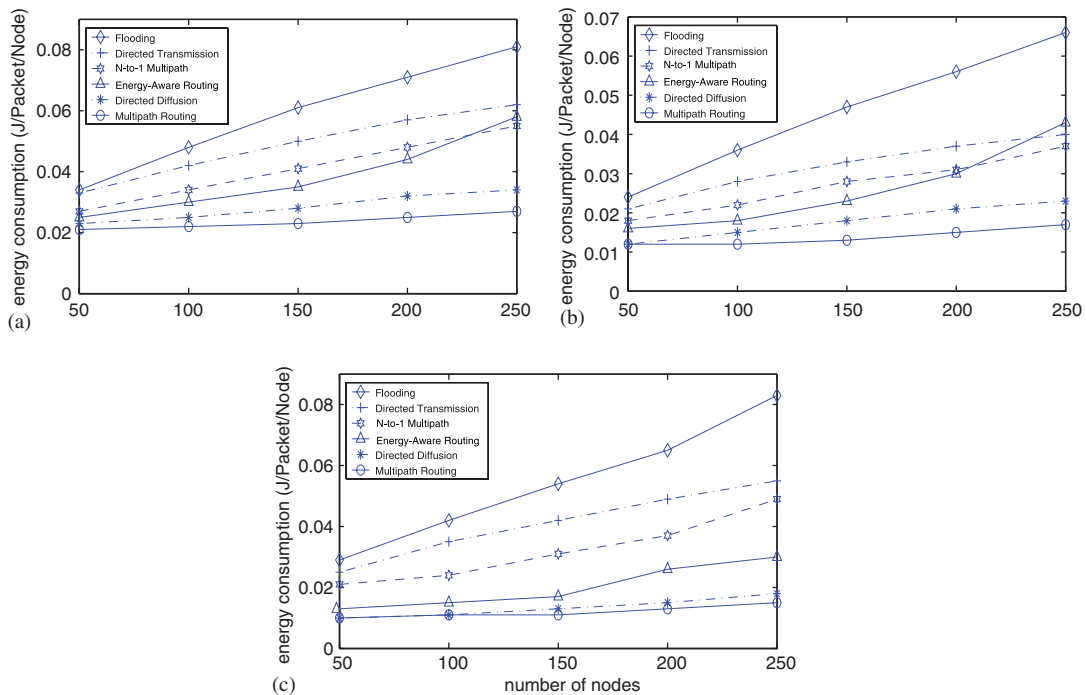 energy consumption (J/Packet/Node)
0.08
0.06
0.04
0.02
0
Flooding
Directed Transmission
N-to-1 Multipath
Energy-Aware Routing
Directed Diffusion
Multipath Routing
50 100 150 200 250
(a)
energy consumption (J/Packet/Node)
0.07
0.06
0.05
0.04
0.03
0.02
0.01
0
Flooding
Directed Transmission
N-to-1 Multipath
Energy-Aware Routing
Directed Diffusion
Multipath Routing
50 100 150 200 250
(b)
energy consumption (J/Packet/Node)
0.08
0.06
0.04
0.02
0
Flooding
Directed Transmission
N-to-1 Multipath
Energy-Aware Routing
Directed Diffusion
Multipath Routing
50 100 150 200 250
number of nodes
(c)